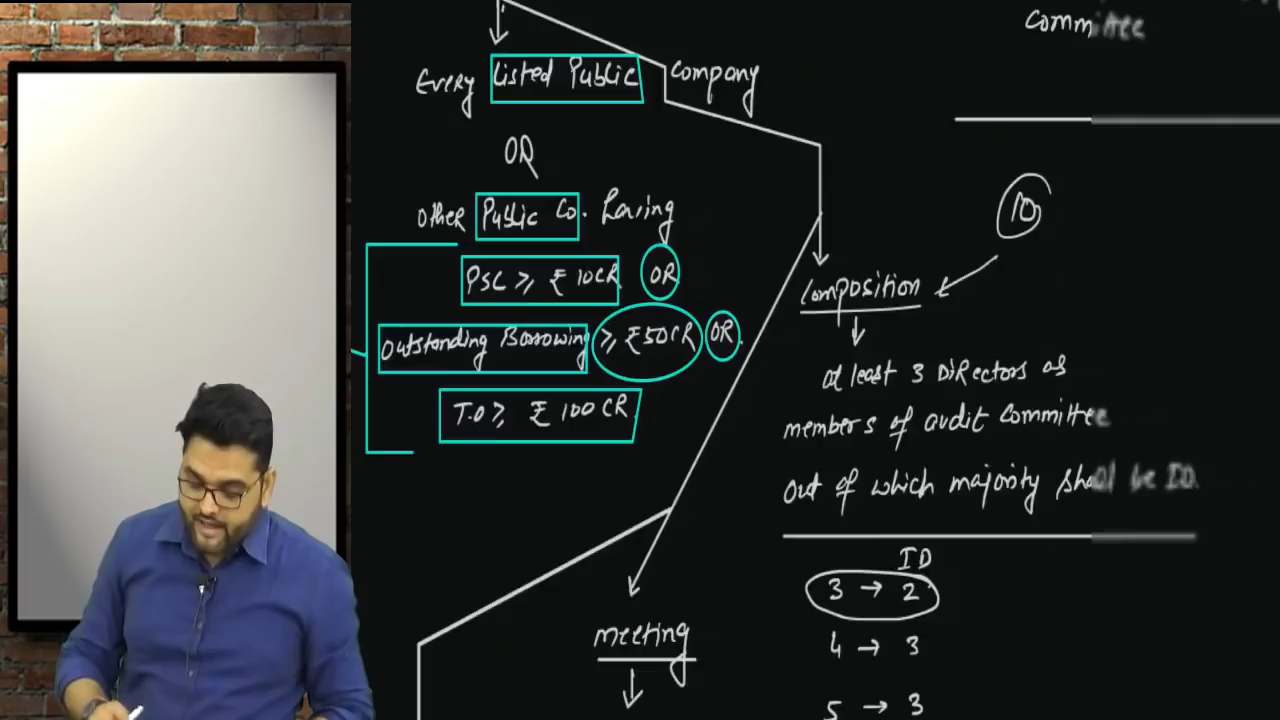 Committee
Every Listed Public Company
OR
Other Public Co. Having
PSC ⩾ ₹ 10CR OR
Outstanding Borrowing ⩾ ₹50CR OR
T.O ⩾ ₹ 100 CR
ID
Composition
at least 3 Directors as
members of audit Committee
out of which majority shall be ID.
ID
3 → 2
4 → 3
5 → 3
meeting